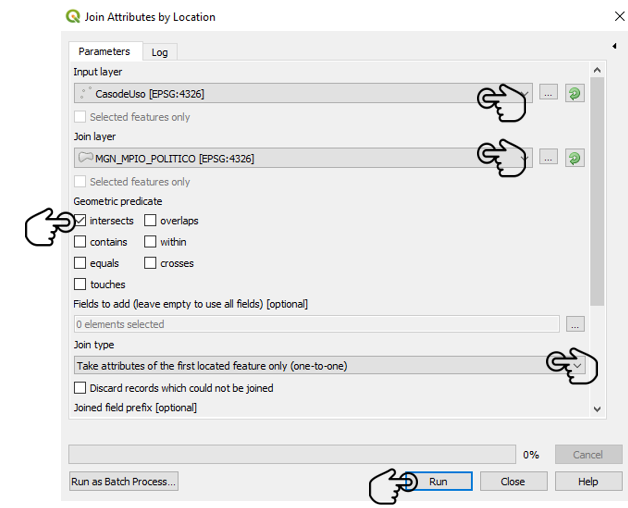 Join Attributes by Location
Parameters Log
Input layer
CasodeUso [EPSG:4326]
...
Selected features only
Join layer
MGN_MPIO_POLITICO [EPSG:4326]
...
Selected features only
Geometric predicate
intersects overlaps
contains within
equals crosses
touches
Fields to add (leave empty to use all fields) [optional]
0 elements selected
...
Join type
Take attributes of the first located feature only (one-to-one)
Discard records which could not be joined
Joined field prefix [optional]
0% Cancel
Run as Batch Process... Run Close Help